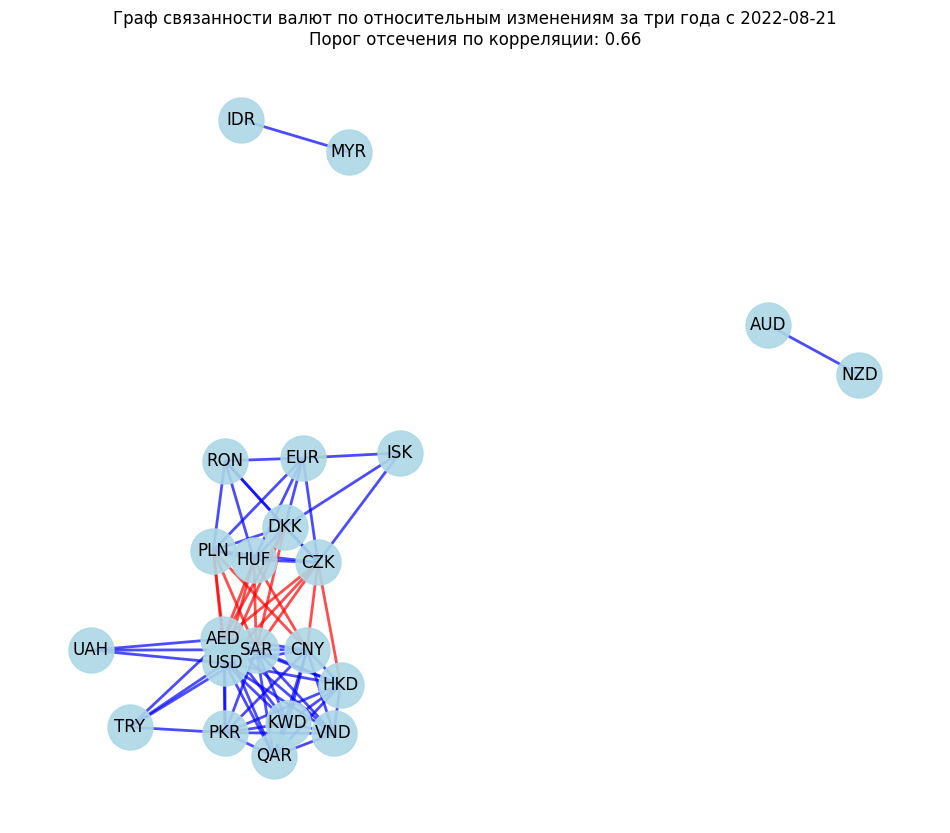 Граф связанности валют по относительным изменениям за три года с 2022-08-21
Порог отсечения по корреляции: 0.66
IDR
MYR
AUD
NZD
ISK
EUR
RON
DKK
PLN
HUF
CZK
AED
UAH
SAR
CNY
USD
HKD
KWD
TRY
PKR
VND
QAR